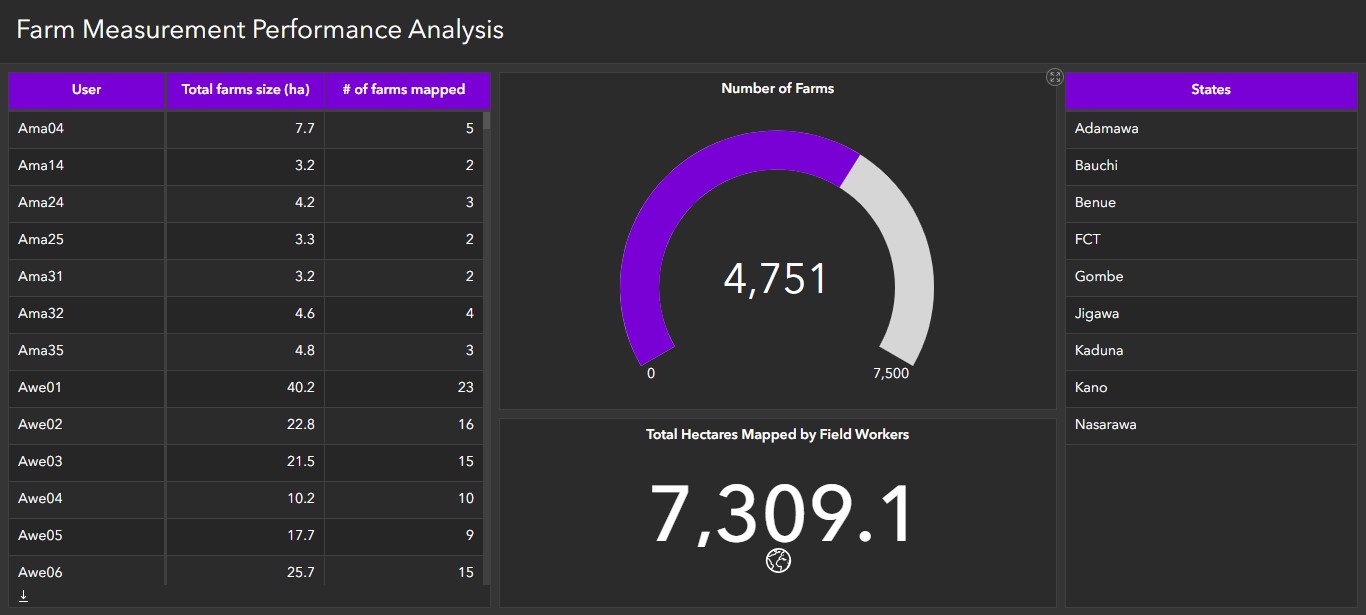 Farm Measurement Performance Analysis
User Total farms size (ha) # of farms mapped
Ama04 7.7 5
Ama14 3.2 2
Ama24 4.2 3
Ama25 3.3 2
Ama31 3.2 2
Ama32 4.6 4
Ama35 4.8 3
Awe01 40.2 23
Awe02 22.8 16
Awe03 21.5 15
Awe04 10.2 10
Awe05 17.7 9
Awe06 25.7 15
Number of Farms
4,751
0 7,500
Total Hectares Mapped by Field Workers
7,309.1
States
Adamawa
Bauchi
Benue
FCT
Gombe
Jigawa
Kaduna
Kano
Nasarawa